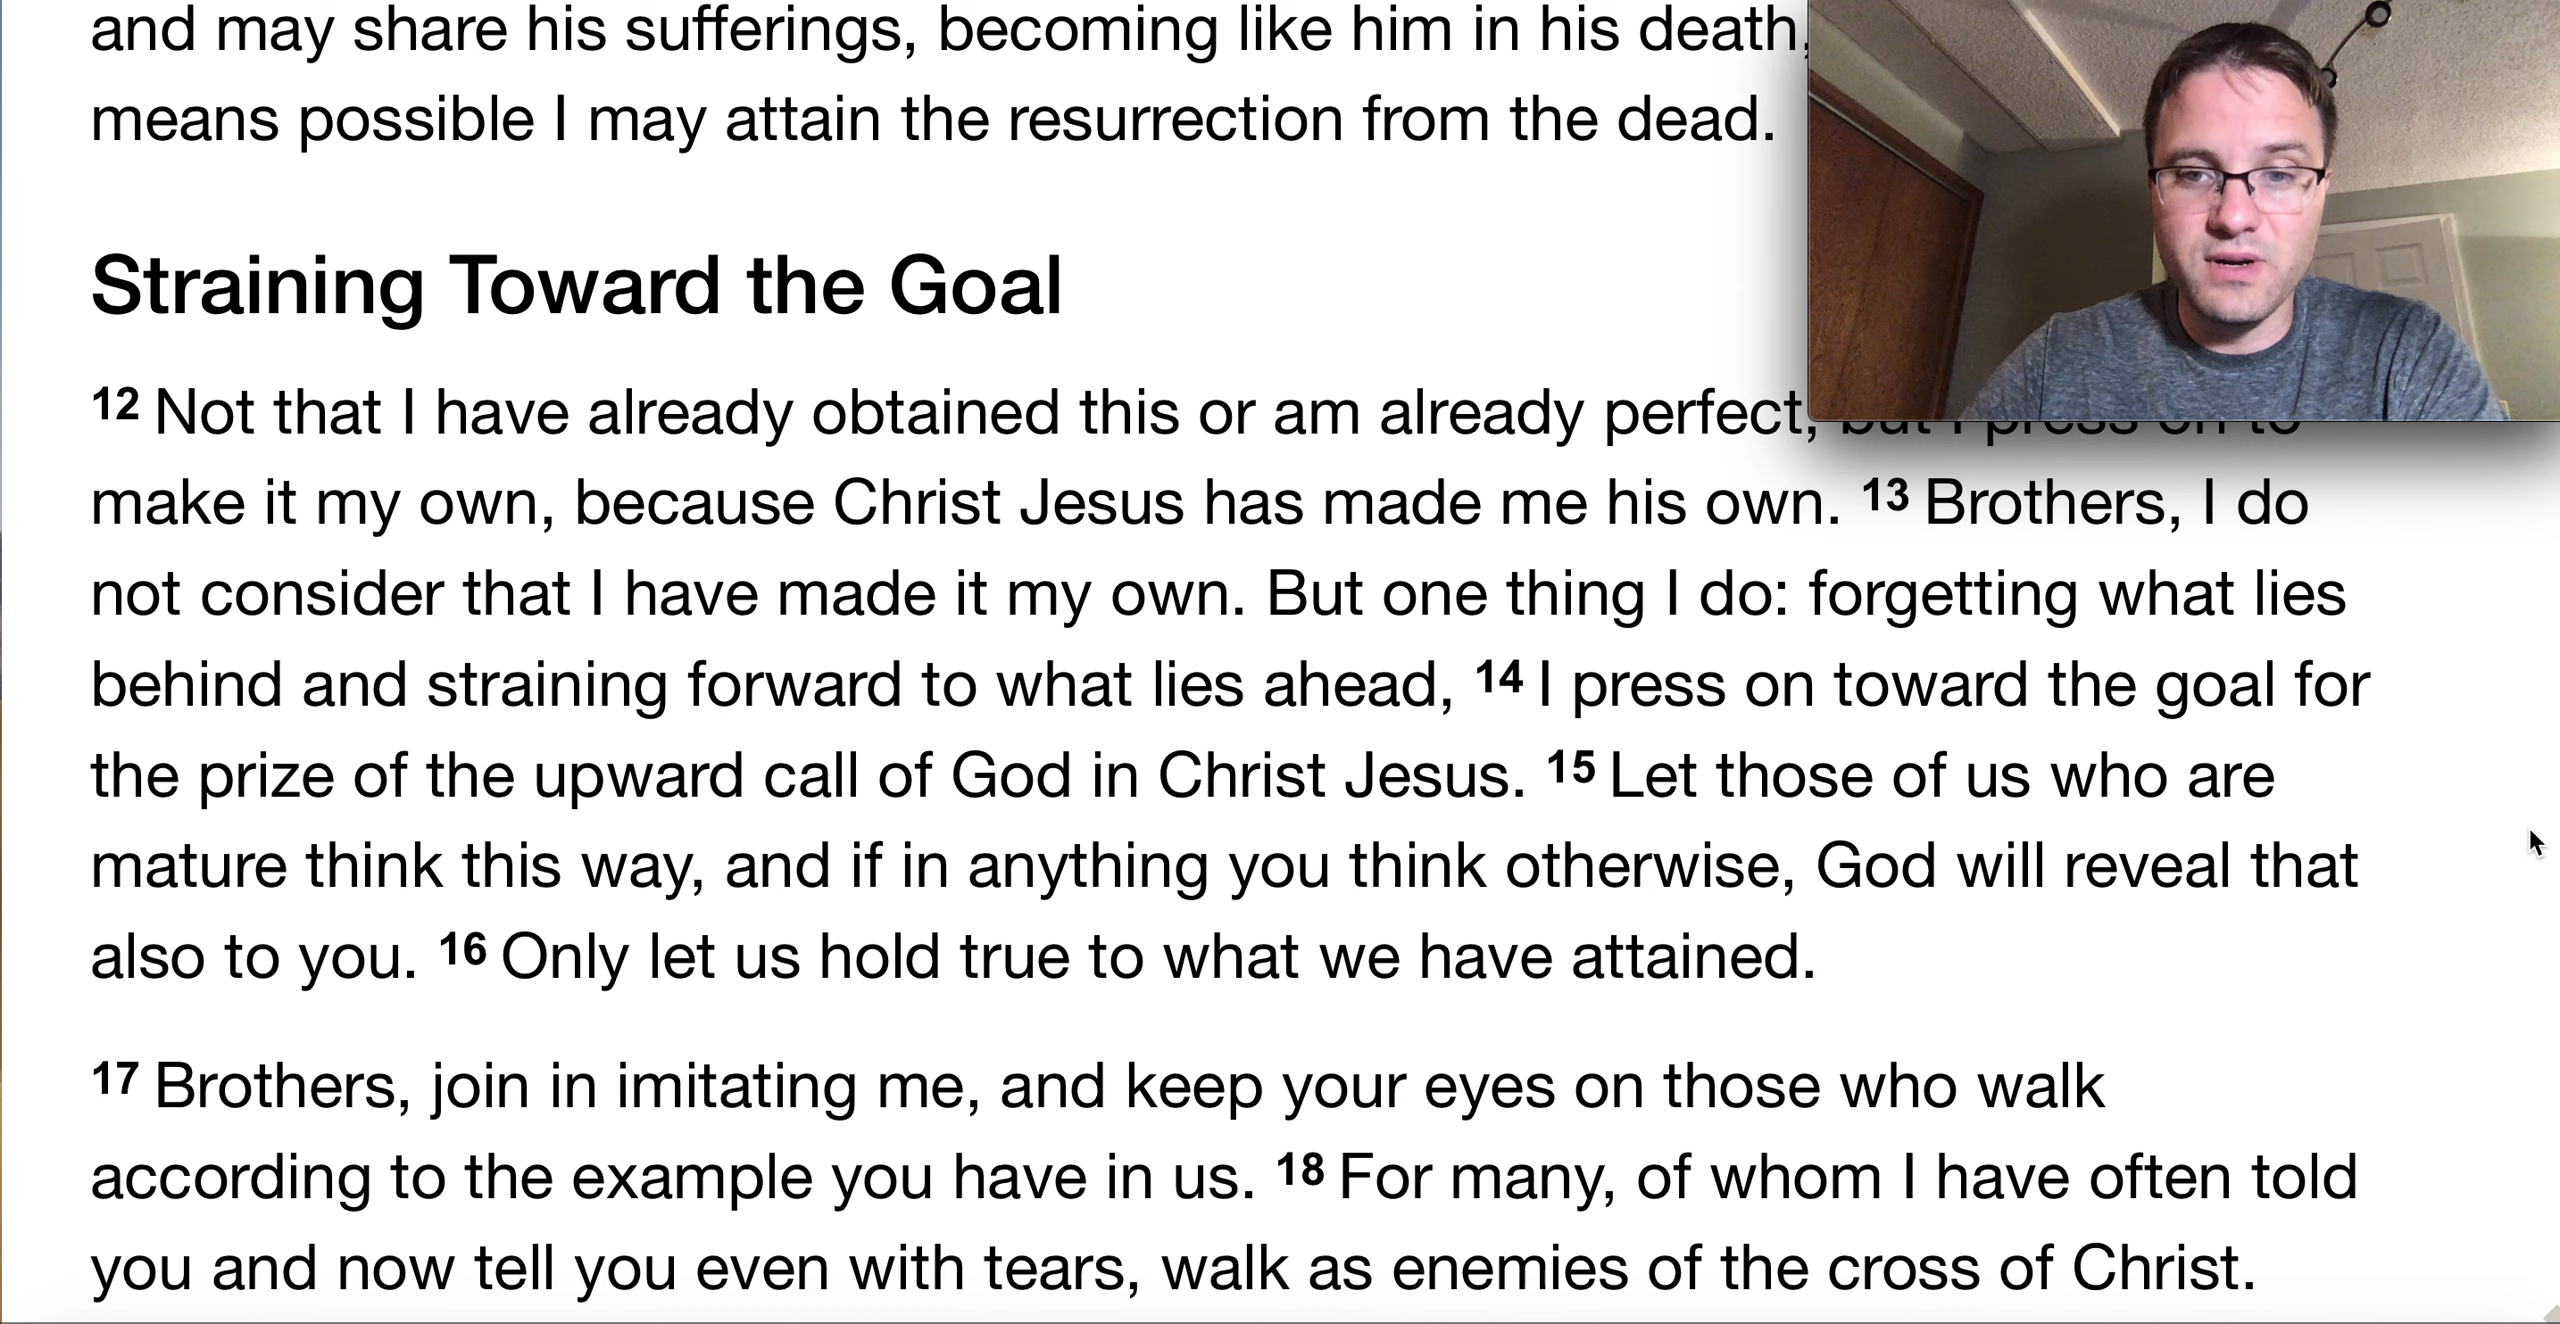 and may share his sufferings, becoming like him in his death,
means possible I may attain the resurrection from the dead.
Straining Toward the Goal
12 Not that I have already obtained this or am already perfect, but I press on to
make it my own, because Christ Jesus has made me his own. 13 Brothers, I do
not consider that I have made it my own. But one thing I do: forgetting what lies
behind and straining forward to what lies ahead, 14 I press on toward the goal for
the prize of the upward call of God in Christ Jesus. 15 Let those of us who are
mature think this way, and if in anything you think otherwise, God will reveal that
also to you. 16 Only let us hold true to what we have attained.
17 Brothers, join in imitating me, and keep your eyes on those who walk
according to the example you have in us. 18 For many, of whom I have often told
you and now tell you even with tears, walk as enemies of the cross of Christ.